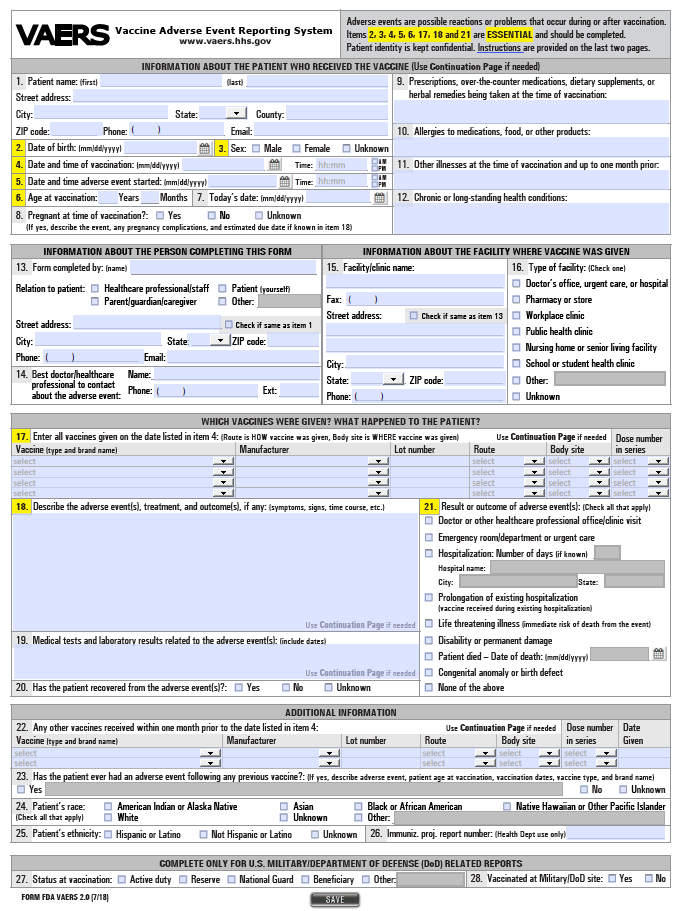 VAERS Vaccine Adverse Event Reporting System
www.vaers.hhs.gov
Adverse events are possible reactions or problems that occur during or after vaccination.
Items 2, 3, 4, 5, 6, 17, 18 and 21 are ESSENTIAL and should be completed.
Patient identity is kept confidential. Instructions are provided on the last two pages.
INFORMATION ABOUT THE PATIENT WHO RECEIVED THE VACCINE (Use Continuation Page if needed)
1. Patient name: (first) (last)
Street address:
City: State: County:
ZIP code: Phone: ( ) Email:
2. Date of birth: (mm/dd/yyyy) 3. Sex: Male Female Unknown
4. Date and time of vaccination: (mm/dd/yyyy) Time: hh:mm AM PM
5. Date and time adverse event started: (mm/dd/yyyy) Time: hh:mm AM PM
6. Age at vaccination: Years Months 7. Today's date: (mm/dd/yyyy)
8. Pregnant at time of vaccination?: Yes No Unknown
(If yes, describe the event, any pregnancy complications, and estimated due date if known in item 18)
9. Prescriptions, over-the-counter medications, dietary supplements, or
herbal remedies being taken at the time of vaccination:
10. Allergies to medications, food, or other products:
11. Other illnesses at the time of vaccination and up to one month prior:
12. Chronic or long-standing health conditions:
INFORMATION ABOUT THE PERSON COMPLETING THIS FORM
13. Form completed by: (name)
Relation to patient: Healthcare professional/staff Patient (yourself)
Parent/guardian/caregiver Other:
Street address: Check if same as item 1
City: State: ZIP code:
Phone: ( ) Email:
14. Best doctor/healthcare Name:
professional to contact Phone: ( ) Ext:
about the adverse event:
INFORMATION ABOUT THE FACILITY WHERE VACCINE WAS GIVEN
15. Facility/clinic name:
Fax: ( )
Street address: Check if same as item 13
City:
State: ZIP code:
Phone: ( )
16. Type of facility: (Check one)
Doctor's office, urgent care, or hospital
Pharmacy or store
Workplace clinic
Public health clinic
Nursing home or senior living facility
School or student health clinic
Other:
Unknown
WHICH VACCINES WERE GIVEN? WHAT HAPPENED TO THE PATIENT?
17. Enter all vaccines given on the date listed in item 4: (Route is HOW vaccine was given, Body site is WHERE vaccine was given) Use Continuation Page if needed
Vaccine (type and brand name) Manufacturer Lot number Route Body site Dose number in series
select select select select
select select select select
select select select select
select select select select
18. Describe the adverse event(s), treatment, and outcome(s), if any: (symptoms, signs, time course, etc.)
Use Continuation Page if needed
19. Medical tests and laboratory results related to the adverse event(s): (include dates)
Use Continuation Page if needed
20. Has the patient recovered from the adverse event(s)?: Yes No Unknown
21. Result or outcome of adverse event(s): (Check all that apply)
Doctor or other healthcare professional office/clinic visit
Emergency room/department or urgent care
Hospitalization: Number of days (if known)
Hospital name:
City: State:
Prolongation of existing hospitalization
(vaccine received during existing hospitalization)
Life threatening illness (immediate risk of death from the event)
Disability or permanent damage
Patient died – Date of death: (mm/dd/yyyy)
Congenital anomaly or birth defect
None of the above
ADDITIONAL INFORMATION
22. Any other vaccines received within one month prior to the date listed in item 4: Use Continuation Page if needed
Vaccine (type and brand name) Manufacturer Lot number Route Body site Dose number in series Date Given
select select select select
select select select select
23. Has the patient ever had an adverse event following any previous vaccine?: (If yes, describe adverse event, patient age at vaccination, vaccination dates, vaccine type, and brand name)
Yes No Unknown
24. Patient's race: American Indian or Alaska Native Asian Black or African American Native Hawaiian or Other Pacific Islander
(Check all that apply) White Unknown Other:
25. Patient's ethnicity: Hispanic or Latino Not Hispanic or Latino Unknown 26. Immuniz. proj. report number: (Health Dept use only)
COMPLETE ONLY FOR U.S. MILITARY/DEPARTMENT OF DEFENSE (DoD) RELATED REPORTS
27. Status at vaccination: Active duty Reserve National Guard Beneficiary Other: 28. Vaccinated at Military/DoD site: Yes No
FORM FDA VAERS 2.0 (7/18) SAVE